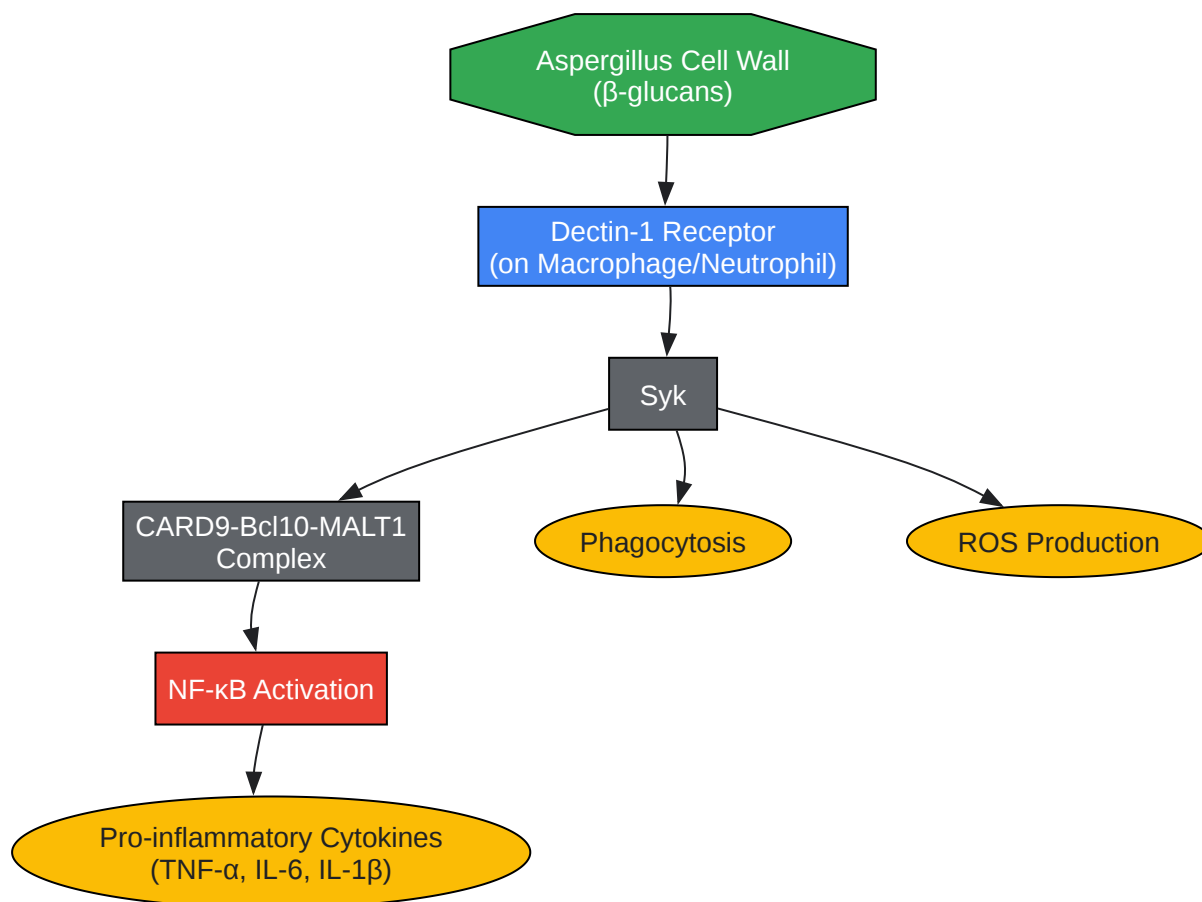 Aspergillus Cell Wall
(β-glucans)
Dectin-1 Receptor
(on Macrophage/Neutrophil)
Syk
CARD9-Bcl10-MALT1
Complex
Phagocytosis
ROS Production
NF-κB Activation
Pro-inflammatory Cytokines
(TNF-α, IL-6, IL-1β)